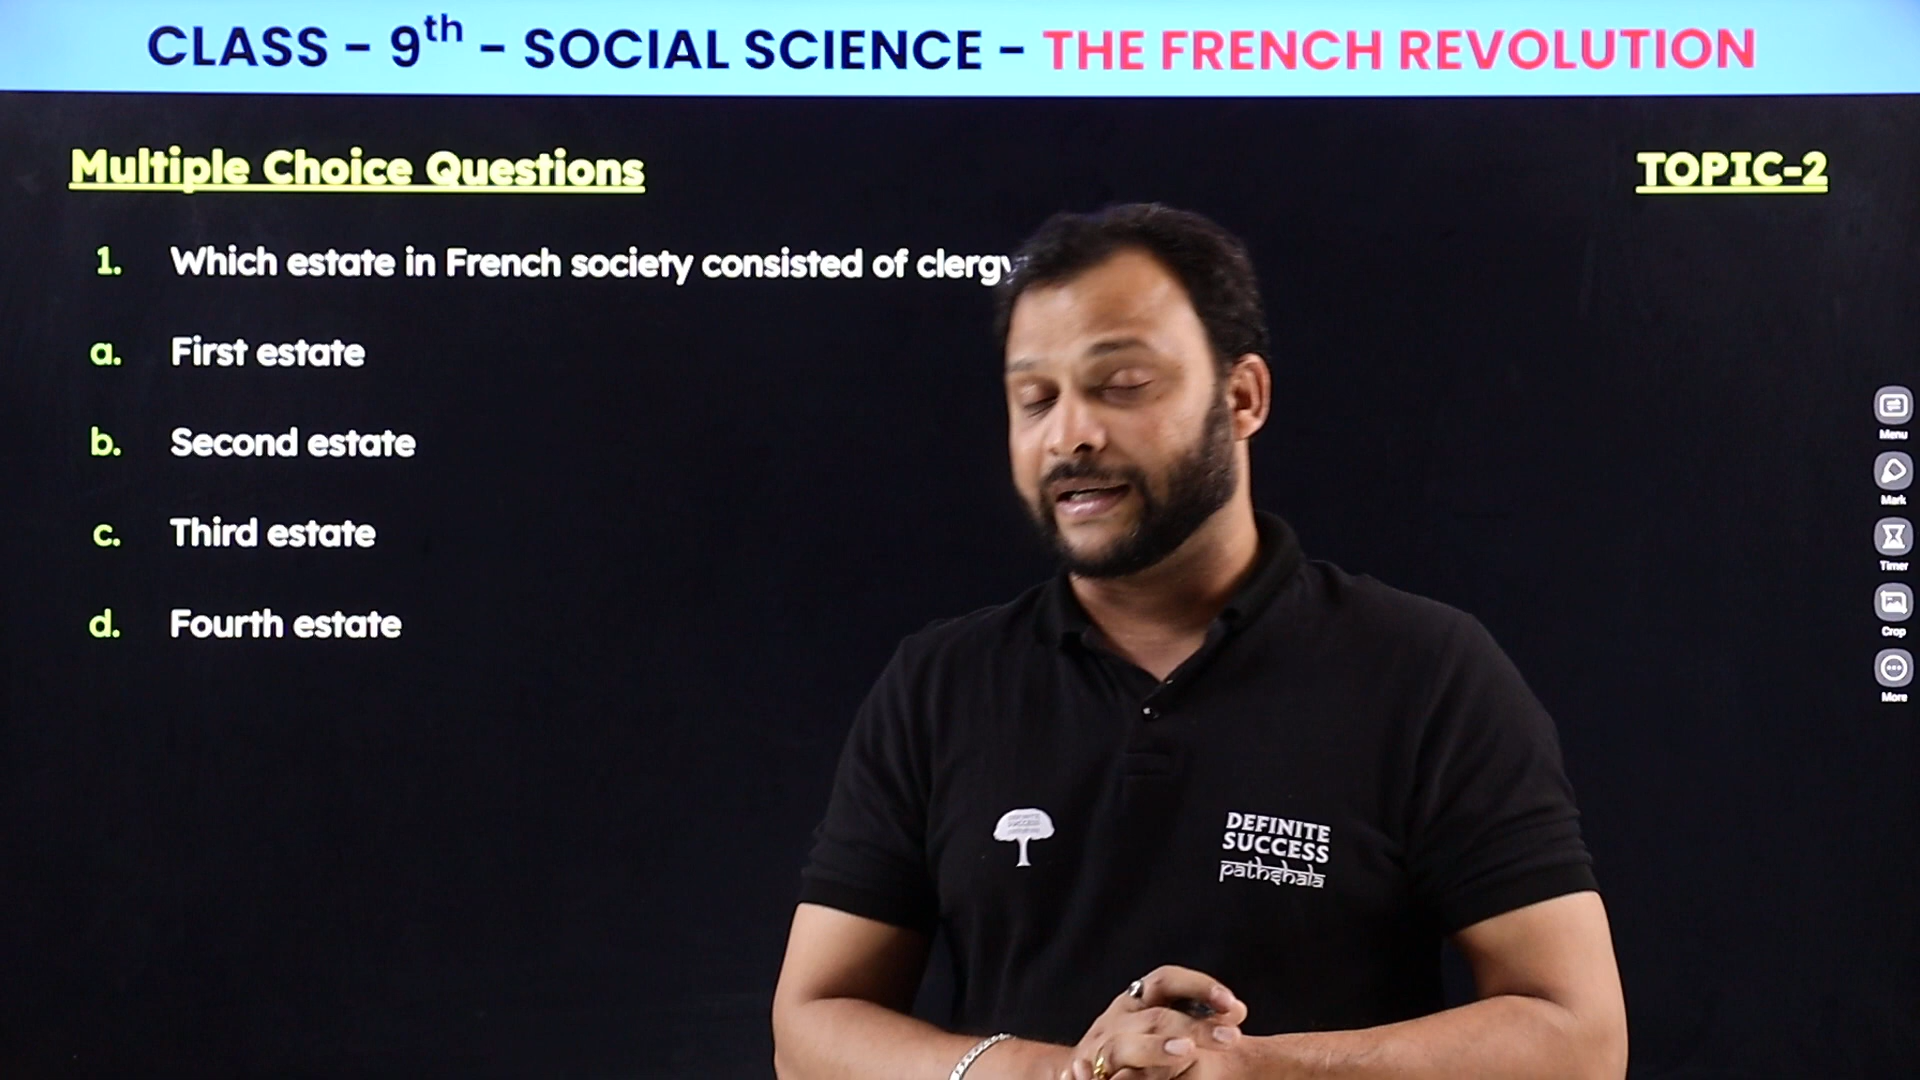 CLASS - 9th - SOCIAL SCIENCE - THE FRENCH REVOLUTION
Multiple Choice Questions
TOPIC-2
1. Which estate in French society consisted of clergy
a. First estate
b. Second estate
c. Third estate
d. Fourth estate
Menu
Mark
Timer
Crop
More
DEFINITE
SUCCESS
pathshala